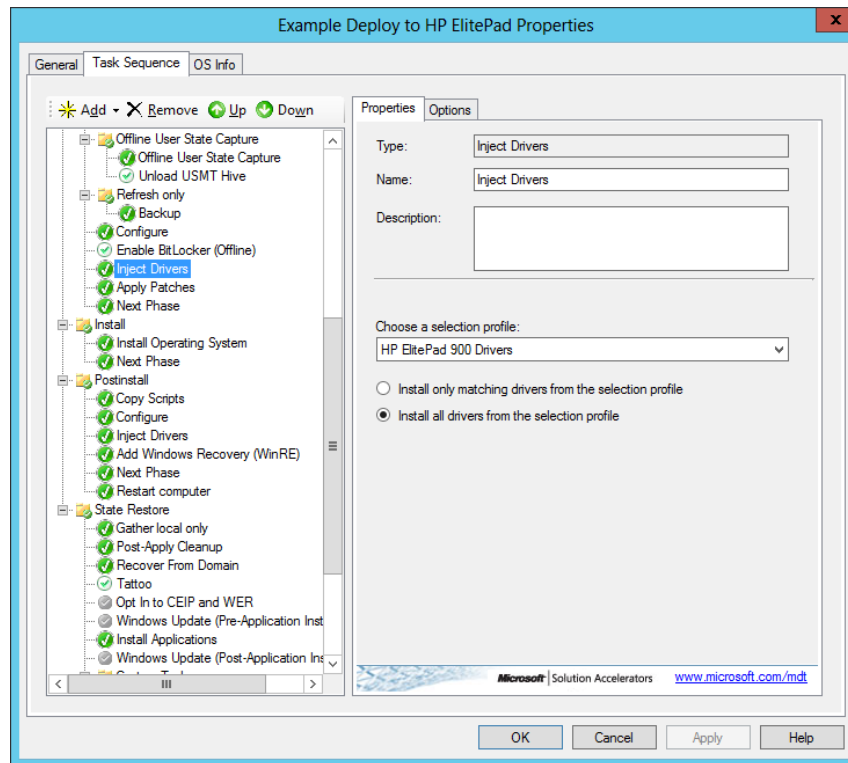 Example Deploy to HP ElitePad Properties
x
General Task Sequence OS Info
Add Remove Up Down
Offline User State Capture
Offline User State Capture
Unload USMT Hive
Refresh only
Backup
Configure
Enable BitLocker (Offline)
Inject Drivers
Apply Patches
Next Phase
Install
Install Operating System
Next Phase
Postinstall
Copy Scripts
Configure
Inject Drivers
Add Windows Recovery (WinRE)
Next Phase
Restart computer
State Restore
Gather local only
Post-Apply Cleanup
Recover From Domain
Tattoo
Opt In to CEIP and WER
Windows Update (Pre-Application Inst
Install Applications
Windows Update (Post-Application Ins
Properties Options
Type: Inject Drivers
Name: Inject Drivers
Description:
Choose a selection profile:
HP ElitePad 900 Drivers
Install only matching drivers from the selection profile
Install all drivers from the selection profile
Microsoft Solution Accelerators www.microsoft.com/mdt
OK Cancel Apply Help